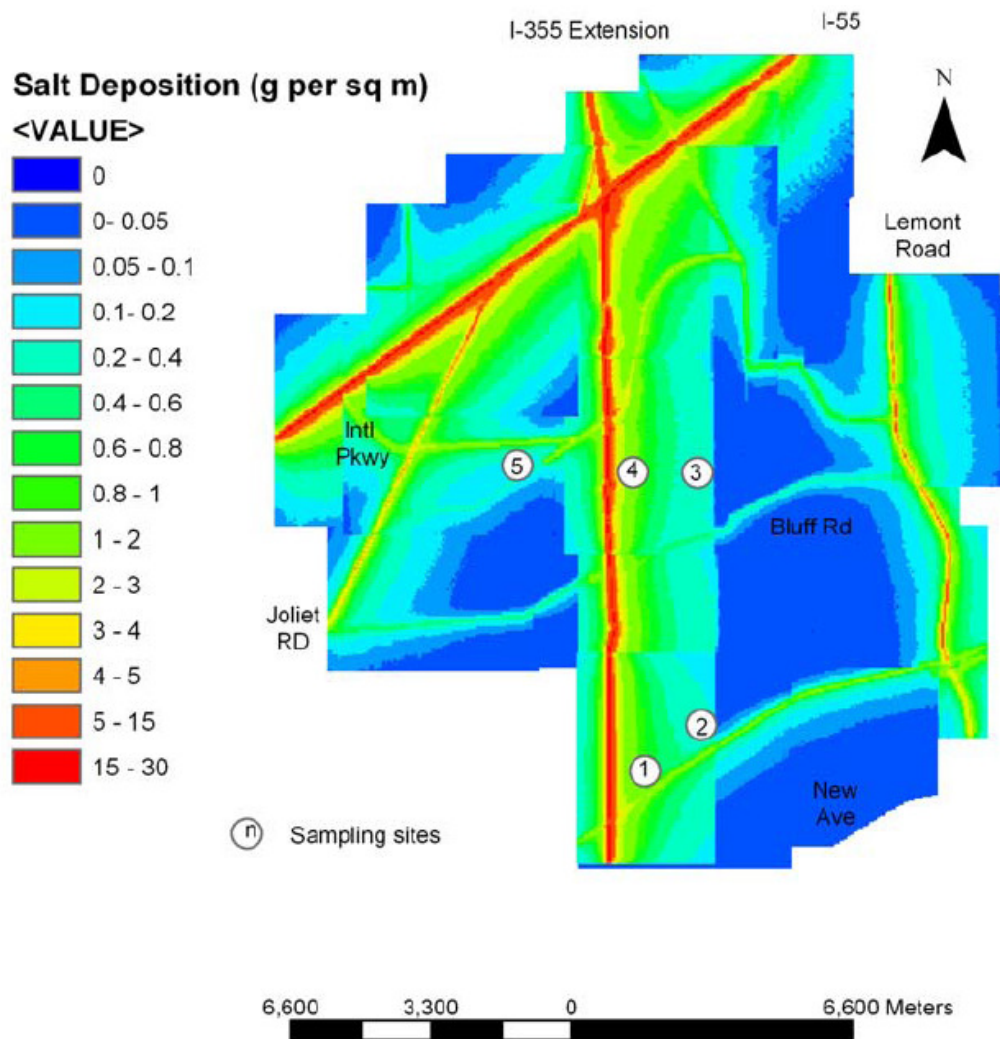 I-355 Extension
I-55
Salt Deposition (g per sq m)
<VALUE>
0
0- 0.05
0.05 - 0.1
0.1- 0.2
0.2 - 0.4
0.4 - 0.6
0.6 - 0.8
0.8 - 1
1 - 2
2 - 3
3 - 4
4 - 5
5 - 15
15 - 30
N
Lemont
Road
Intl
Pkwy
5
4
3
Bluff Rd
Joliet
RD
2
1
New
Ave
n
Sampling sites
6,600
3,300
0
6,600 Meters